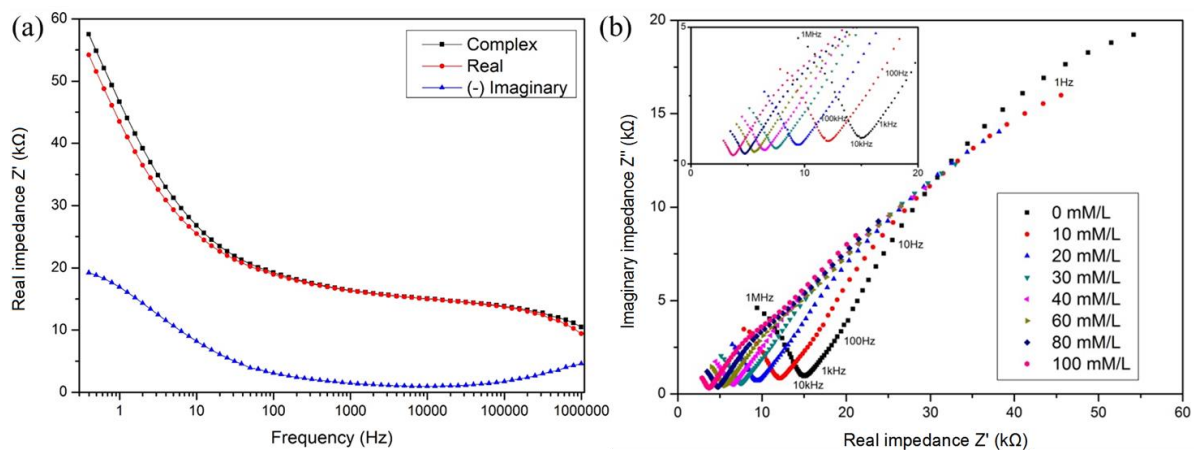 (a)
60
50
40
30
20
10
0
Real impedance Z' (kΩ)
Complex
Real
(-) Imaginary
1 10 100 1000 10000 100000 1000000
Frequency (Hz)
(b)
20
15
10
5
0
Imaginary impedance Z'' (kΩ)
5
0
0 5 10 15 20
1MHz
100Hz
100kHz
1kHz
10kHz
1Hz
10Hz
1MHz
100Hz
1kHz
10kHz
0 mM/L
10 mM/L
20 mM/L
30 mM/L
40 mM/L
60 mM/L
80 mM/L
100 mM/L
0 10 20 30 40 50 60
Real impedance Z' (kΩ)